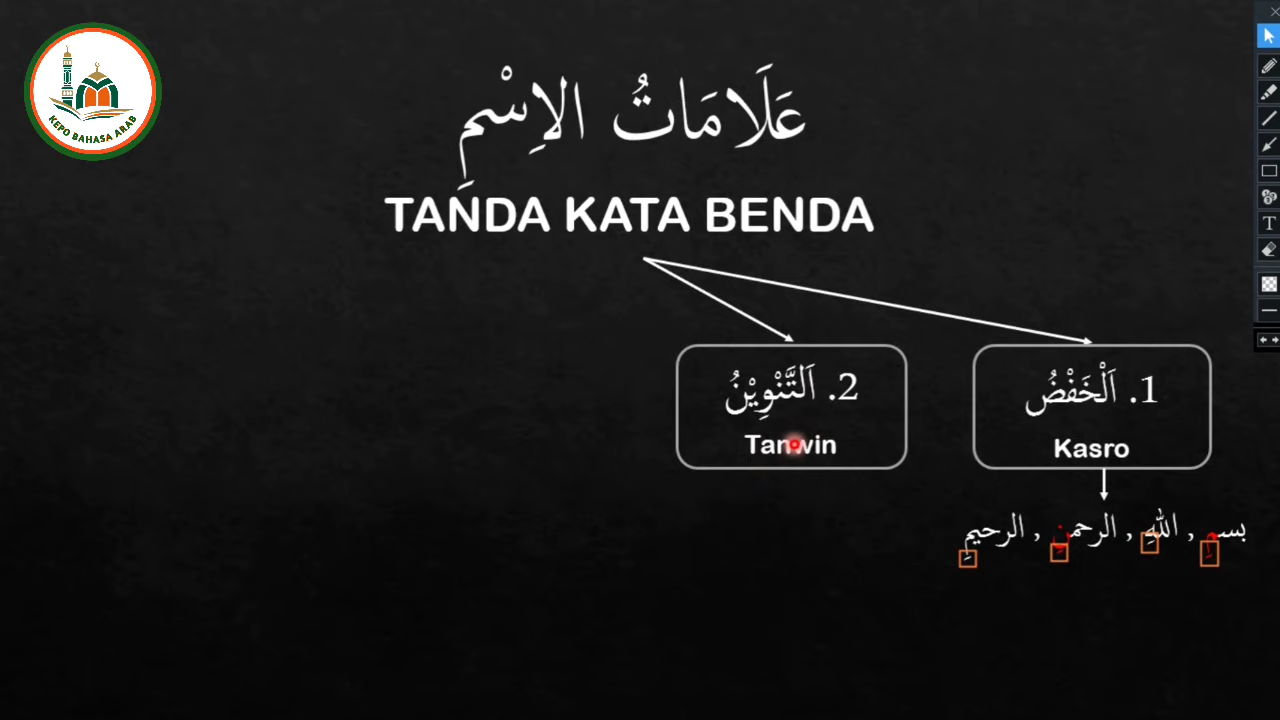 KEPO BAHASA ARAB
عَلَامَاتُ الاِسْمِ
TANDA KATA BENDA
1. اَلْخَفْضُ
Kasro
2. اَلتَّنْوِيْنُ
Tanwin
بسمِ , اللهِ , الرحمنِ , الرحيمِ